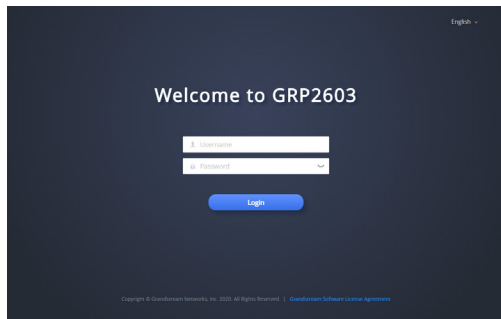 English
Welcome to GRP2603
Username
Password
Login
Copyright © Grandstream Networks, Inc. 2020. All Rights Reserved. | Grandstream Software License Agreement